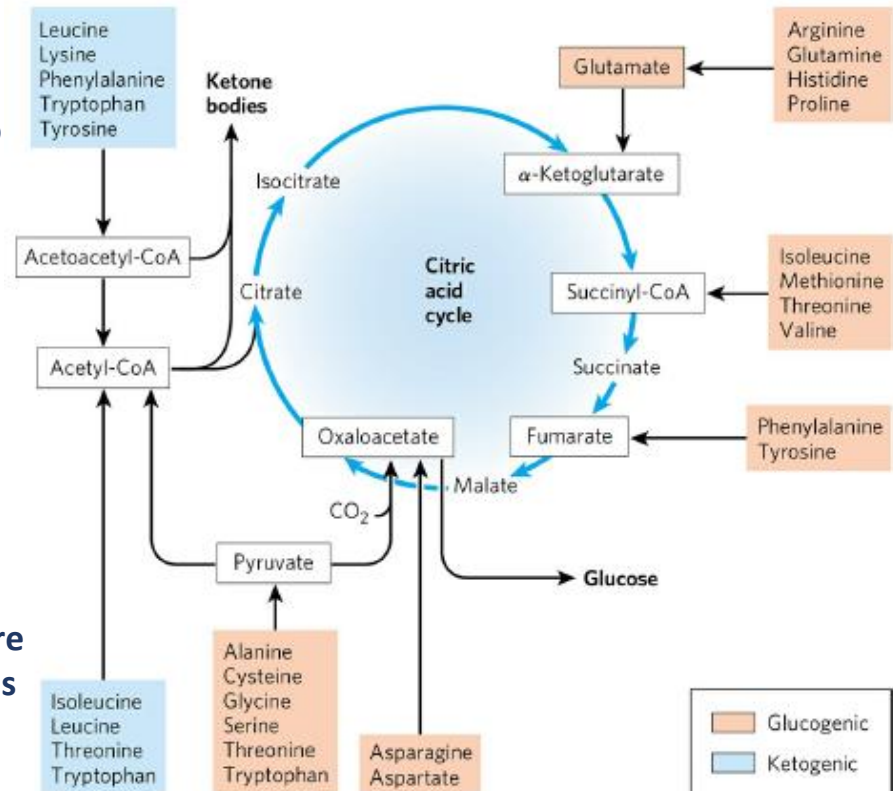 Leucine
Lysine
Phenylalanine
Tryptophan
Tyrosine
Ketone
bodies
Glutamate
Arginine
Glutamine
Histidine
Proline
Isocitrate
α-Ketoglutarate
Acetoacetyl-CoA
Citrate
Citric
acid
cycle
Succinyl-CoA
Isoleucine
Methionine
Threonine
Valine
Acetyl-CoA
Succinate
Oxaloacetate
Fumarate
Phenylalanine
Tyrosine
Malate
CO₂
Pyruvate
Glucose
re
s
Isoleucine
Leucine
Threonine
Tryptophan
Alanine
Cysteine
Glycine
Serine
Threonine
Tryptophan
Asparagine
Aspartate
Glucogenic
Ketogenic